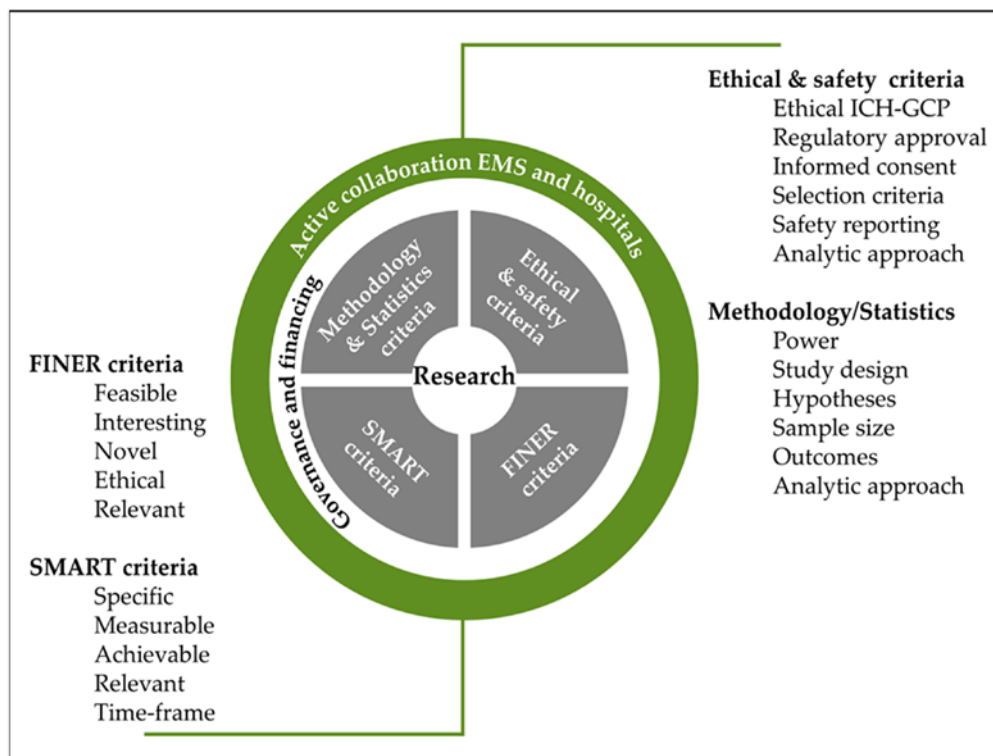 Ethical & safety criteria
Ethical ICH-GCP
Regulatory approval
Informed consent
Selection criteria
Safety reporting
Analytic approach
Methodology/Statistics
Power
Study design
Hypotheses
Sample size
Outcomes
Analytic approach
FINER criteria
Feasible
Interesting
Novel
Ethical
Relevant
SMART criteria
Specific
Measurable
Achievable
Relevant
Time-frame
Active collaboration EMS and hospitals
Governance and financing
Methodology
& Statistics
criteria
Ethical
& safety
criteria
Research
SMART
criteria
FINER
criteria